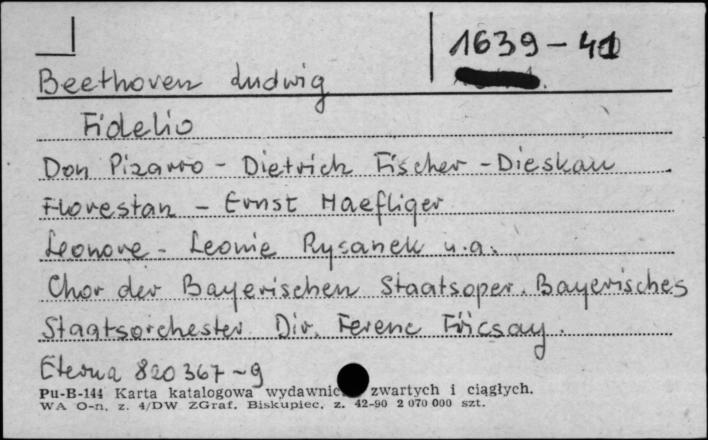 1639-41
Beethoven Ludwig
Fidelio
Don Pizarro - Dietrich Fischer-Dieskau
Florestan - Ernst Haefliger
Leonore - Leonie Rysanek u.a.
Chor der Bayerischen Staatsoper. Bayerisches
Staatsorchester Dir. Ferenc Fricsay.
Eterna 820 367-9
Pu-B-144 Karta katalogowa wydawnic zwartych i ciągłych.
WA O-n. z. 4/DW ZGraf. Biskupiec, z. 42-90 2 070 000 szt.